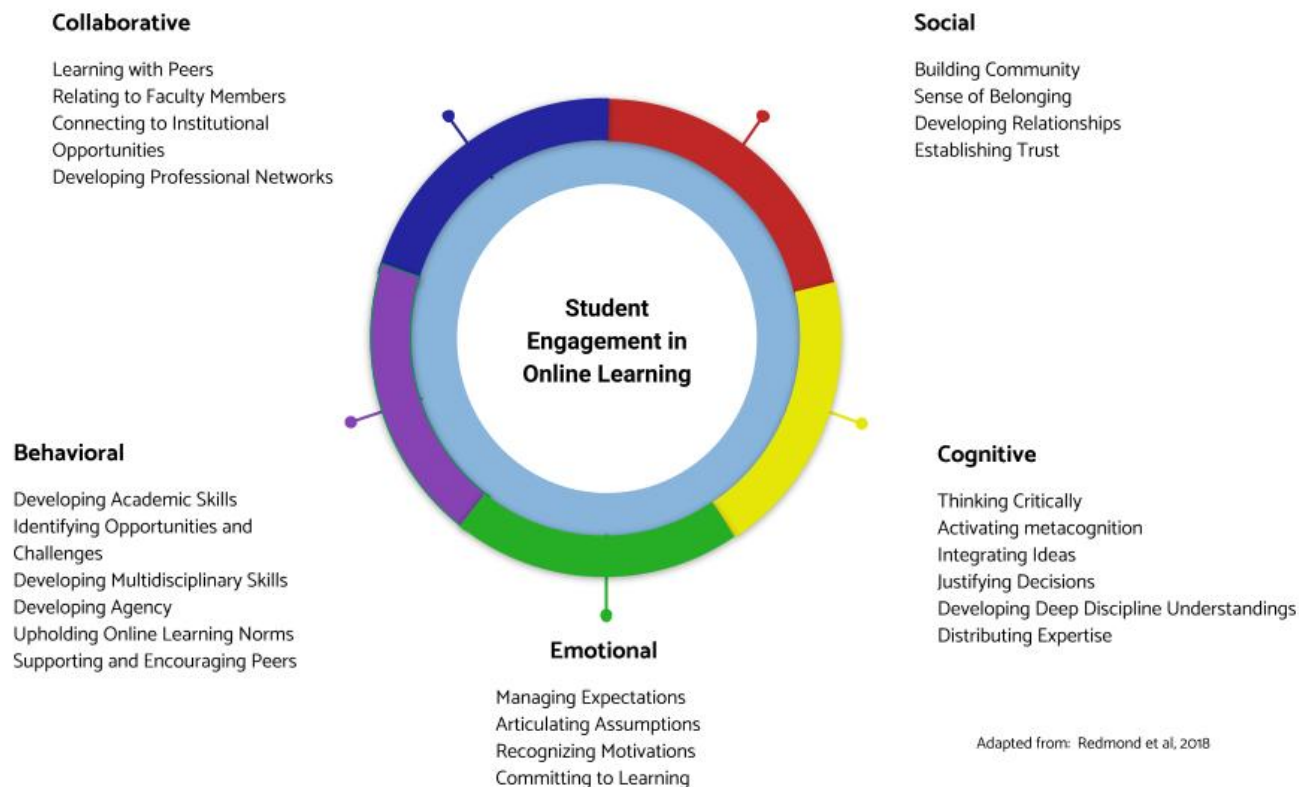 Collaborative
Learning with Peers
Relating to Faculty Members
Connecting to Institutional
Opportunities
Developing Professional Networks
Social
Building Community
Sense of Belonging
Developing Relationships
Establishing Trust
Student
Engagement in
Online Learning
Behavioral
Developing Academic Skills
Identifying Opportunities and
Challenges
Developing Multidisciplinary Skills
Developing Agency
Upholding Online Learning Norms
Supporting and Encouraging Peers
Cognitive
Thinking Critically
Activating metacognition
Integrating Ideas
Justifying Decisions
Developing Deep Discipline Understandings
Distributing Expertise
Emotional
Managing Expectations
Articulating Assumptions
Recognizing Motivations
Committing to Learning
Adapted from: Redmond et al, 2018